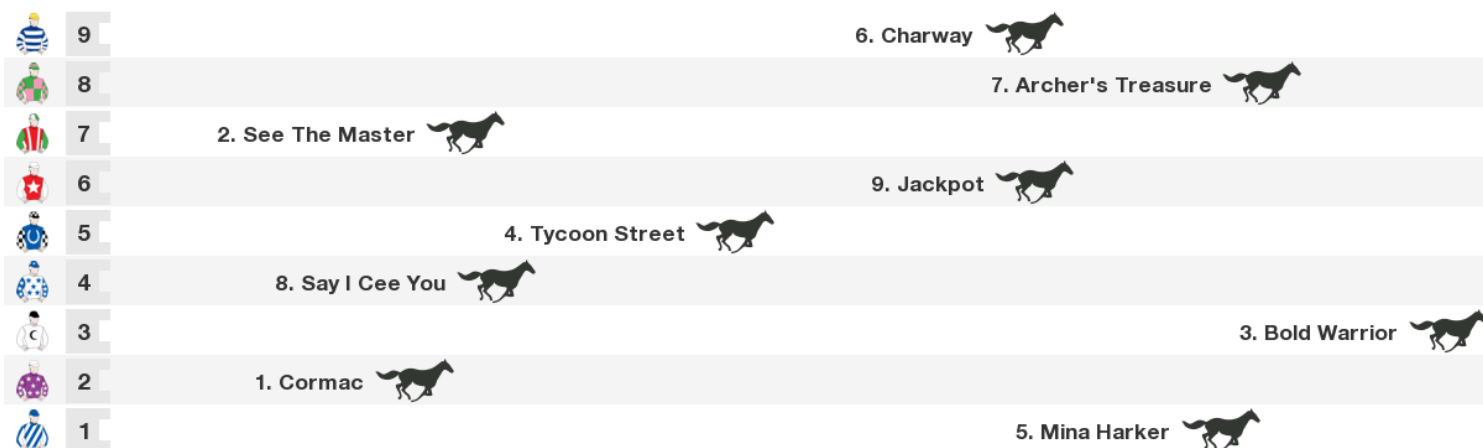 9 6. Charway
8 7. Archer's Treasure
7 2. See The Master
6 9. Jackpot
5 4. Tycoon Street
4 8. Say I Cee You
3 3. Bold Warrior
2 1. Cormac
1 5. Mina Harker